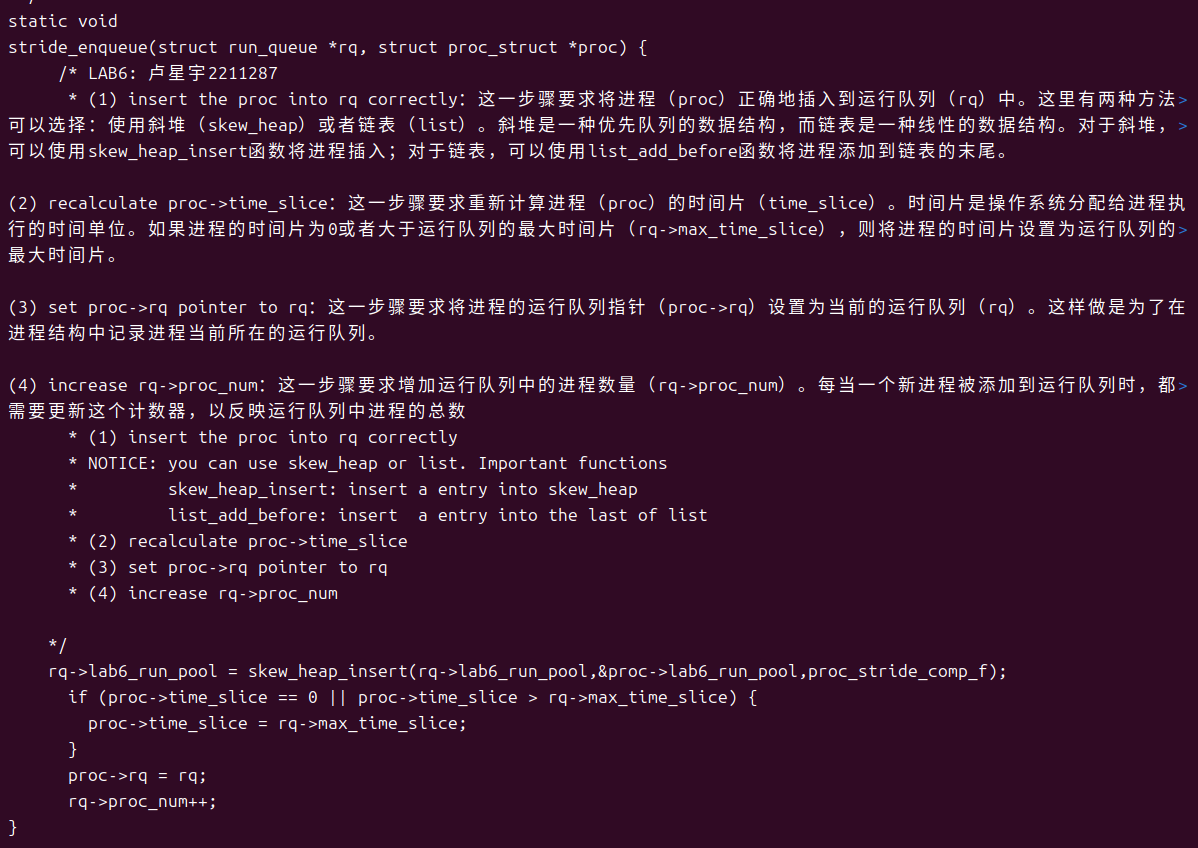 static void
stride_enqueue(struct run_queue *rq, struct proc_struct *proc) {
/* LAB6: 卢星宇2211287
* (1) insert the proc into rq correctly：这一步骤要求将进程（proc）正确地插入到运行队列（rq）中。这里有两种方法>
可以选择：使用斜堆（skew_heap）或者链表（list）。斜堆是一种优先队列的数据结构，而链表是一种线性的数据结构。对于斜堆，>
可以使用skew_heap_insert函数将进程插入；对于链表，可以使用list_add_before函数将进程添加到链表的末尾。
(2) recalculate proc->time_slice：这一步骤要求重新计算进程（proc）的时间片（time_slice）。时间片是操作系统分配给进程执
行的时间单位。如果进程的时间片为0或者大于运行队列的最大时间片（rq->max_time_slice），则将进程的时间片设置为运行队列的>
最大时间片。
(3) set proc->rq pointer to rq：这一步骤要求将进程的运行队列指针（proc->rq）设置为当前的运行队列（rq）。这样做是为了在
进程结构中记录进程当前所在的运行队列。
(4) increase rq->proc_num：这一步骤要求增加运行队列中的进程数量（rq->proc_num）。每当一个新进程被添加到运行队列时，都>
需要更新这个计数器，以反映运行队列中进程的总数
* (1) insert the proc into rq correctly
* NOTICE: you can use skew_heap or list. Important functions
*         skew_heap_insert: insert a entry into skew_heap
*         list_add_before: insert  a entry into the last of list
* (2) recalculate proc->time_slice
* (3) set proc->rq pointer to rq
* (4) increase rq->proc_num
*/
rq->lab6_run_pool = skew_heap_insert(rq->lab6_run_pool,&proc->lab6_run_pool,proc_stride_comp_f);
if (proc->time_slice == 0 || proc->time_slice > rq->max_time_slice) {
proc->time_slice = rq->max_time_slice;
}
proc->rq = rq;
rq->proc_num++;
}